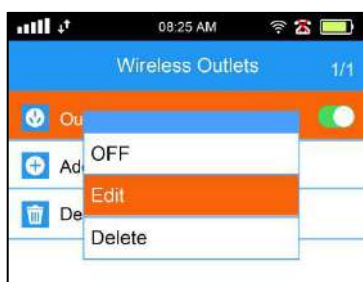 08:25 AM
Wireless Outlets 1/1
Ou
OFF
Ad
Edit
De
Delete